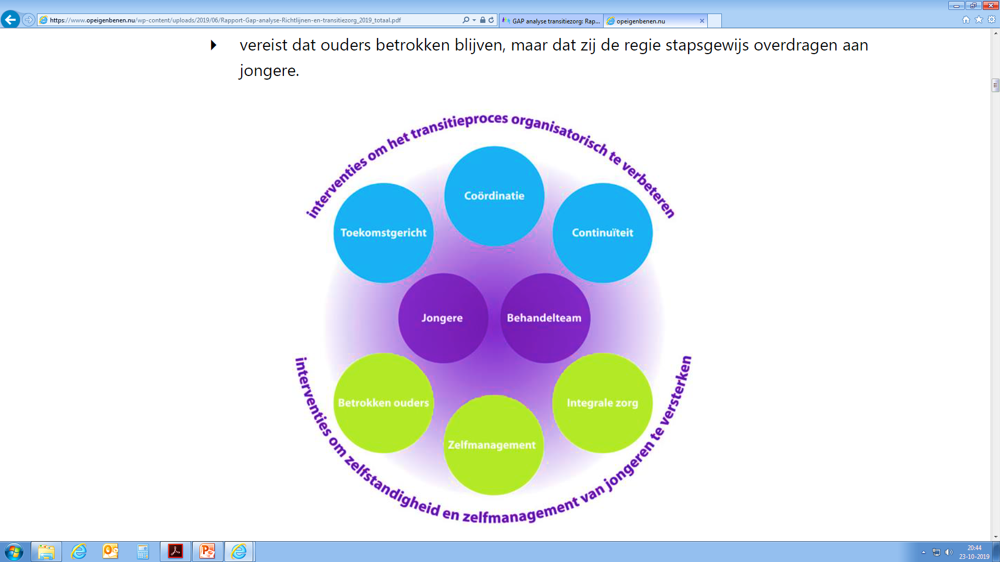 https://www.opeigenbenen.nu/wp-content/uploads/2019/06/Rapport-Gap-analyse-Richtlijnen-en-transitiezorg_2019_totaal.pdf
GAP analyse transitiezorg: Rap...
opeigenbenen.nu
vereist dat ouders betrokken blijven, maar dat zij de regie stapsgewijs overdragen aan
jongere.
interventies om het transitieproces organisatorisch te verbeteren
Coördinatie
Toekomstgericht
Continuïteit
Jongere
Behandelteam
Betrokken ouders
Integrale zorg
Zelfmanagement
interventies om zelfstandigheid en zelfmanagement van jongeren te versterken
20:44
23-10-2019